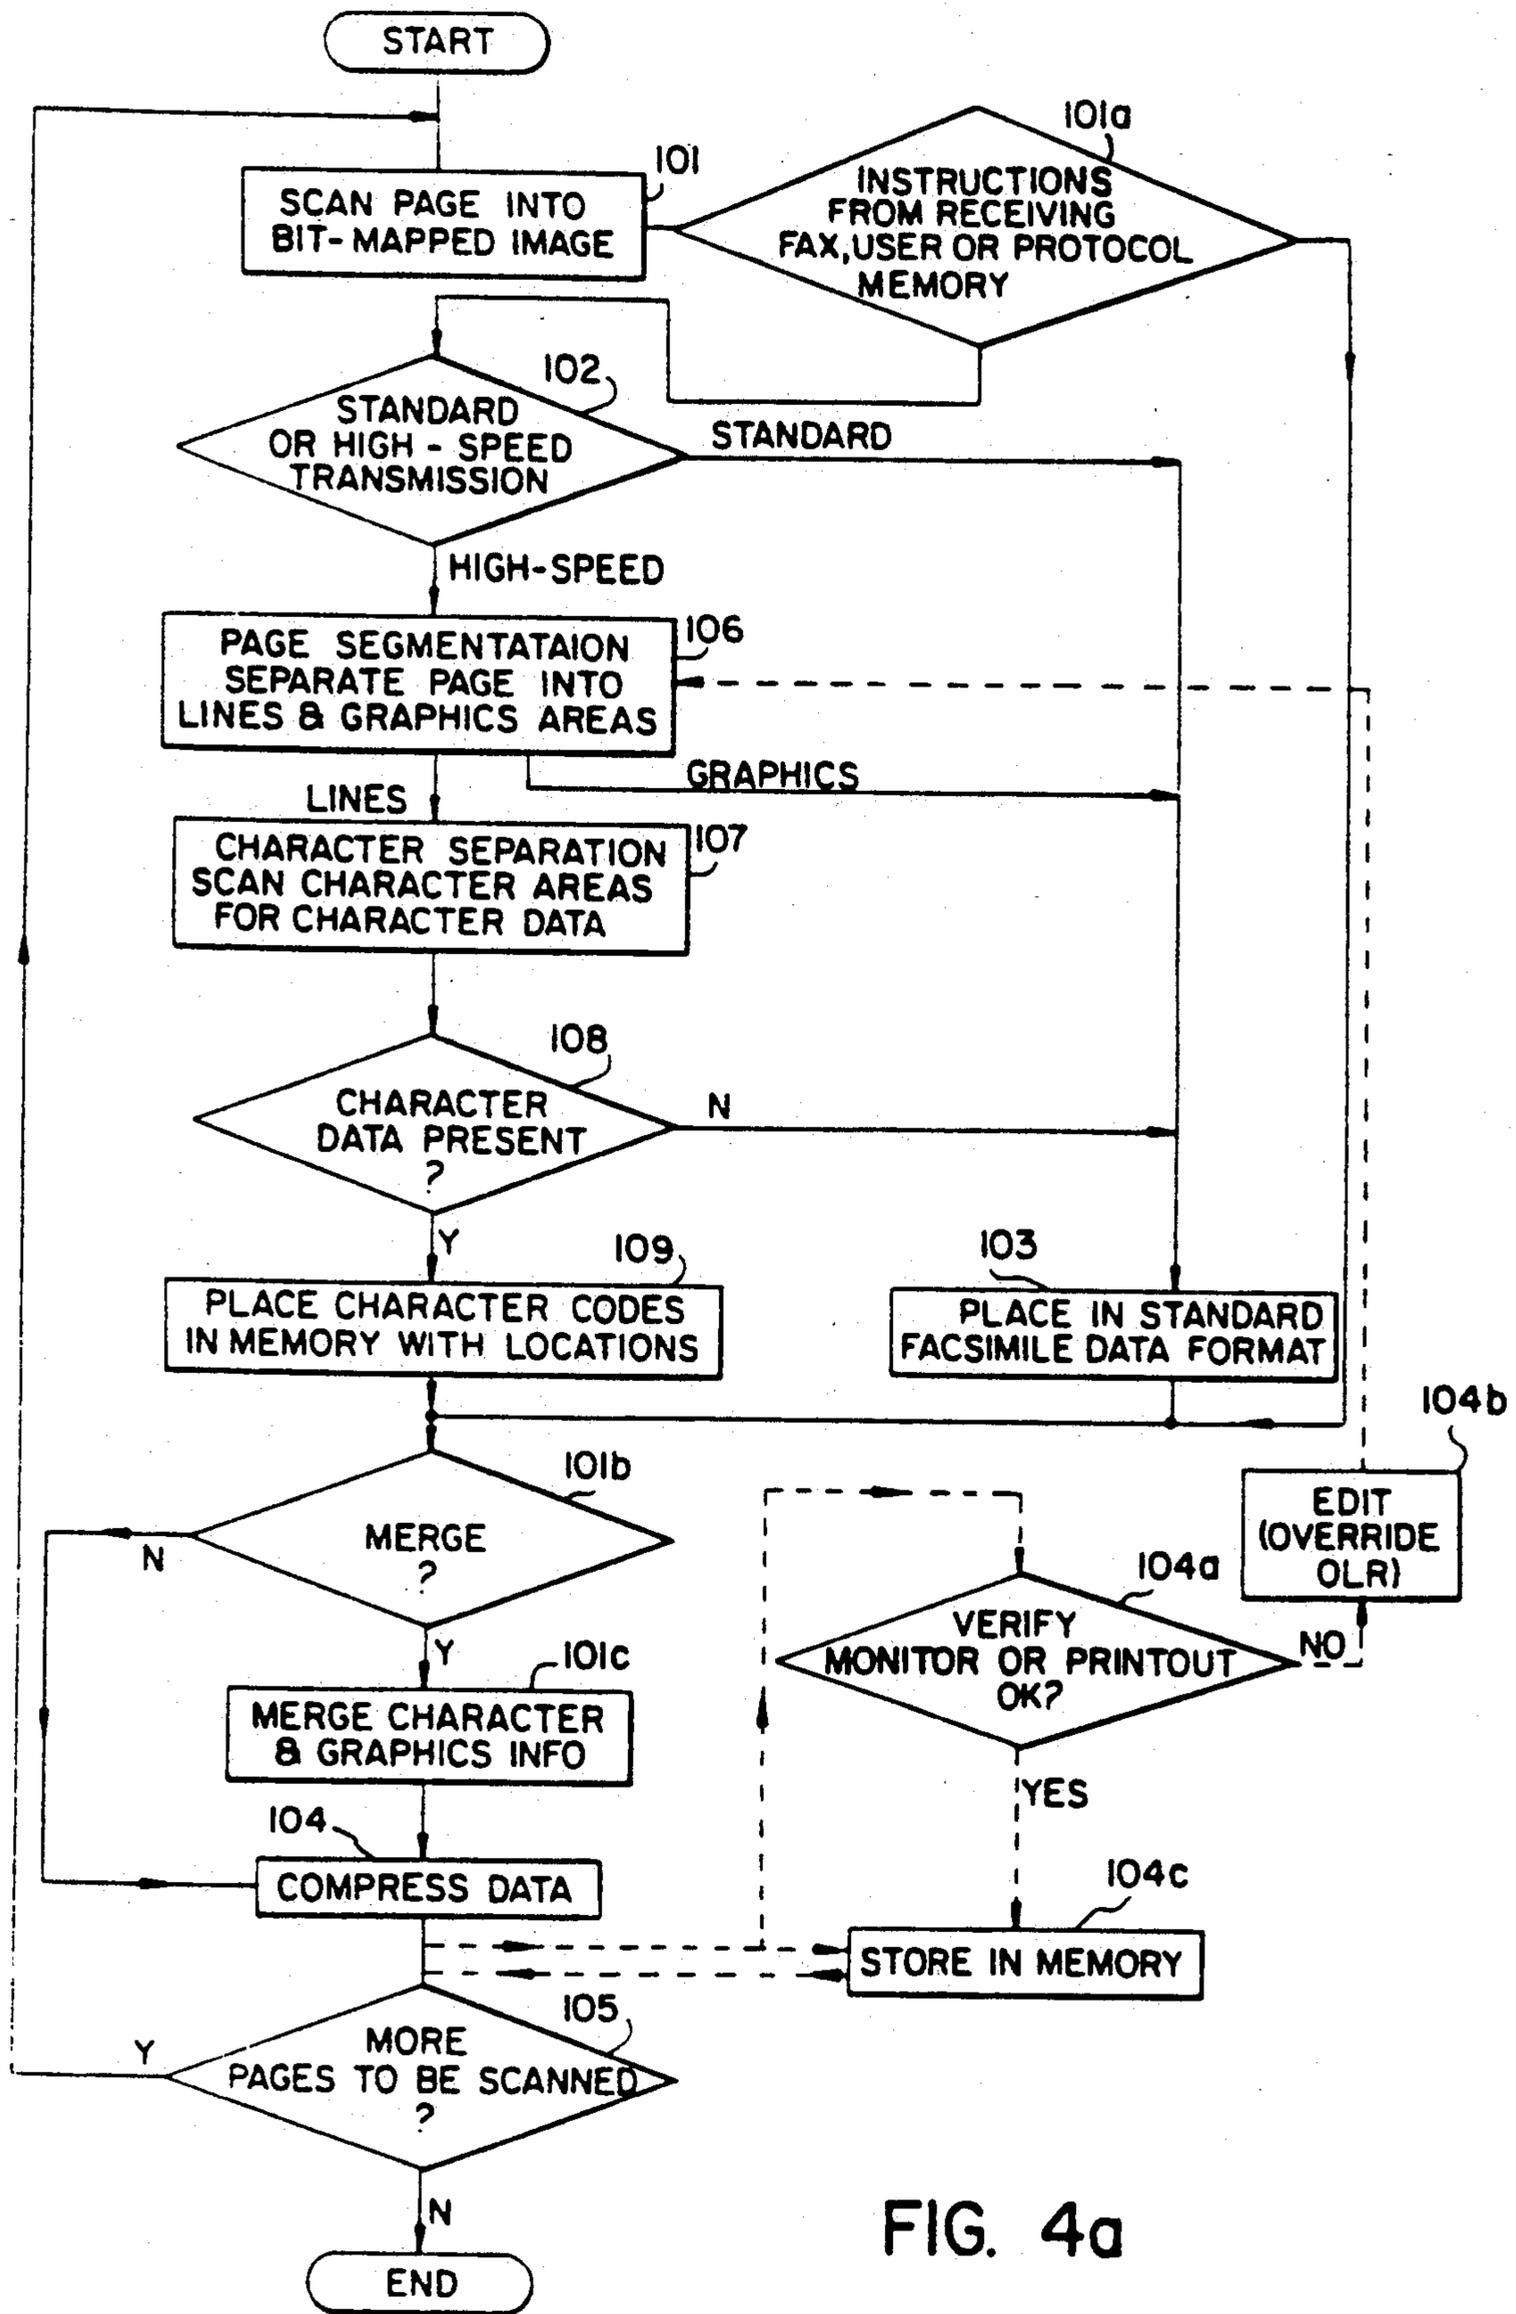 START
101
SCAN PAGE INTO
BIT-MAPPED IMAGE
101a
INSTRUCTIONS
FROM RECEIVING
FAX, USER OR PROTOCOL
MEMORY
102
STANDARD
OR HIGH - SPEED
TRANSMISSION
STANDARD
HIGH-SPEED
106
PAGE SEGMENTATAION
SEPARATE PAGE INTO
LINES & GRAPHICS AREAS
GRAPHICS
LINES
107
CHARACTER SEPARATION
SCAN CHARACTER AREAS
FOR CHARACTER DATA
108
CHARACTER
DATA PRESENT
?
N
Y
109
PLACE CHARACTER CODES
IN MEMORY WITH LOCATIONS
103
PLACE IN STANDARD
FACSIMILE DATA FORMAT
104b
EDIT
(OVERRIDE
OLR)
101b
MERGE
?
N
Y
104a
VERIFY
MONITOR OR PRINTOUT
OK?
NO
YES
101c
MERGE CHARACTER
& GRAPHICS INFO
104
COMPRESS DATA
104c
STORE IN MEMORY
105
MORE
PAGES TO BE SCANNED
?
Y
N
END
FIG. 4a